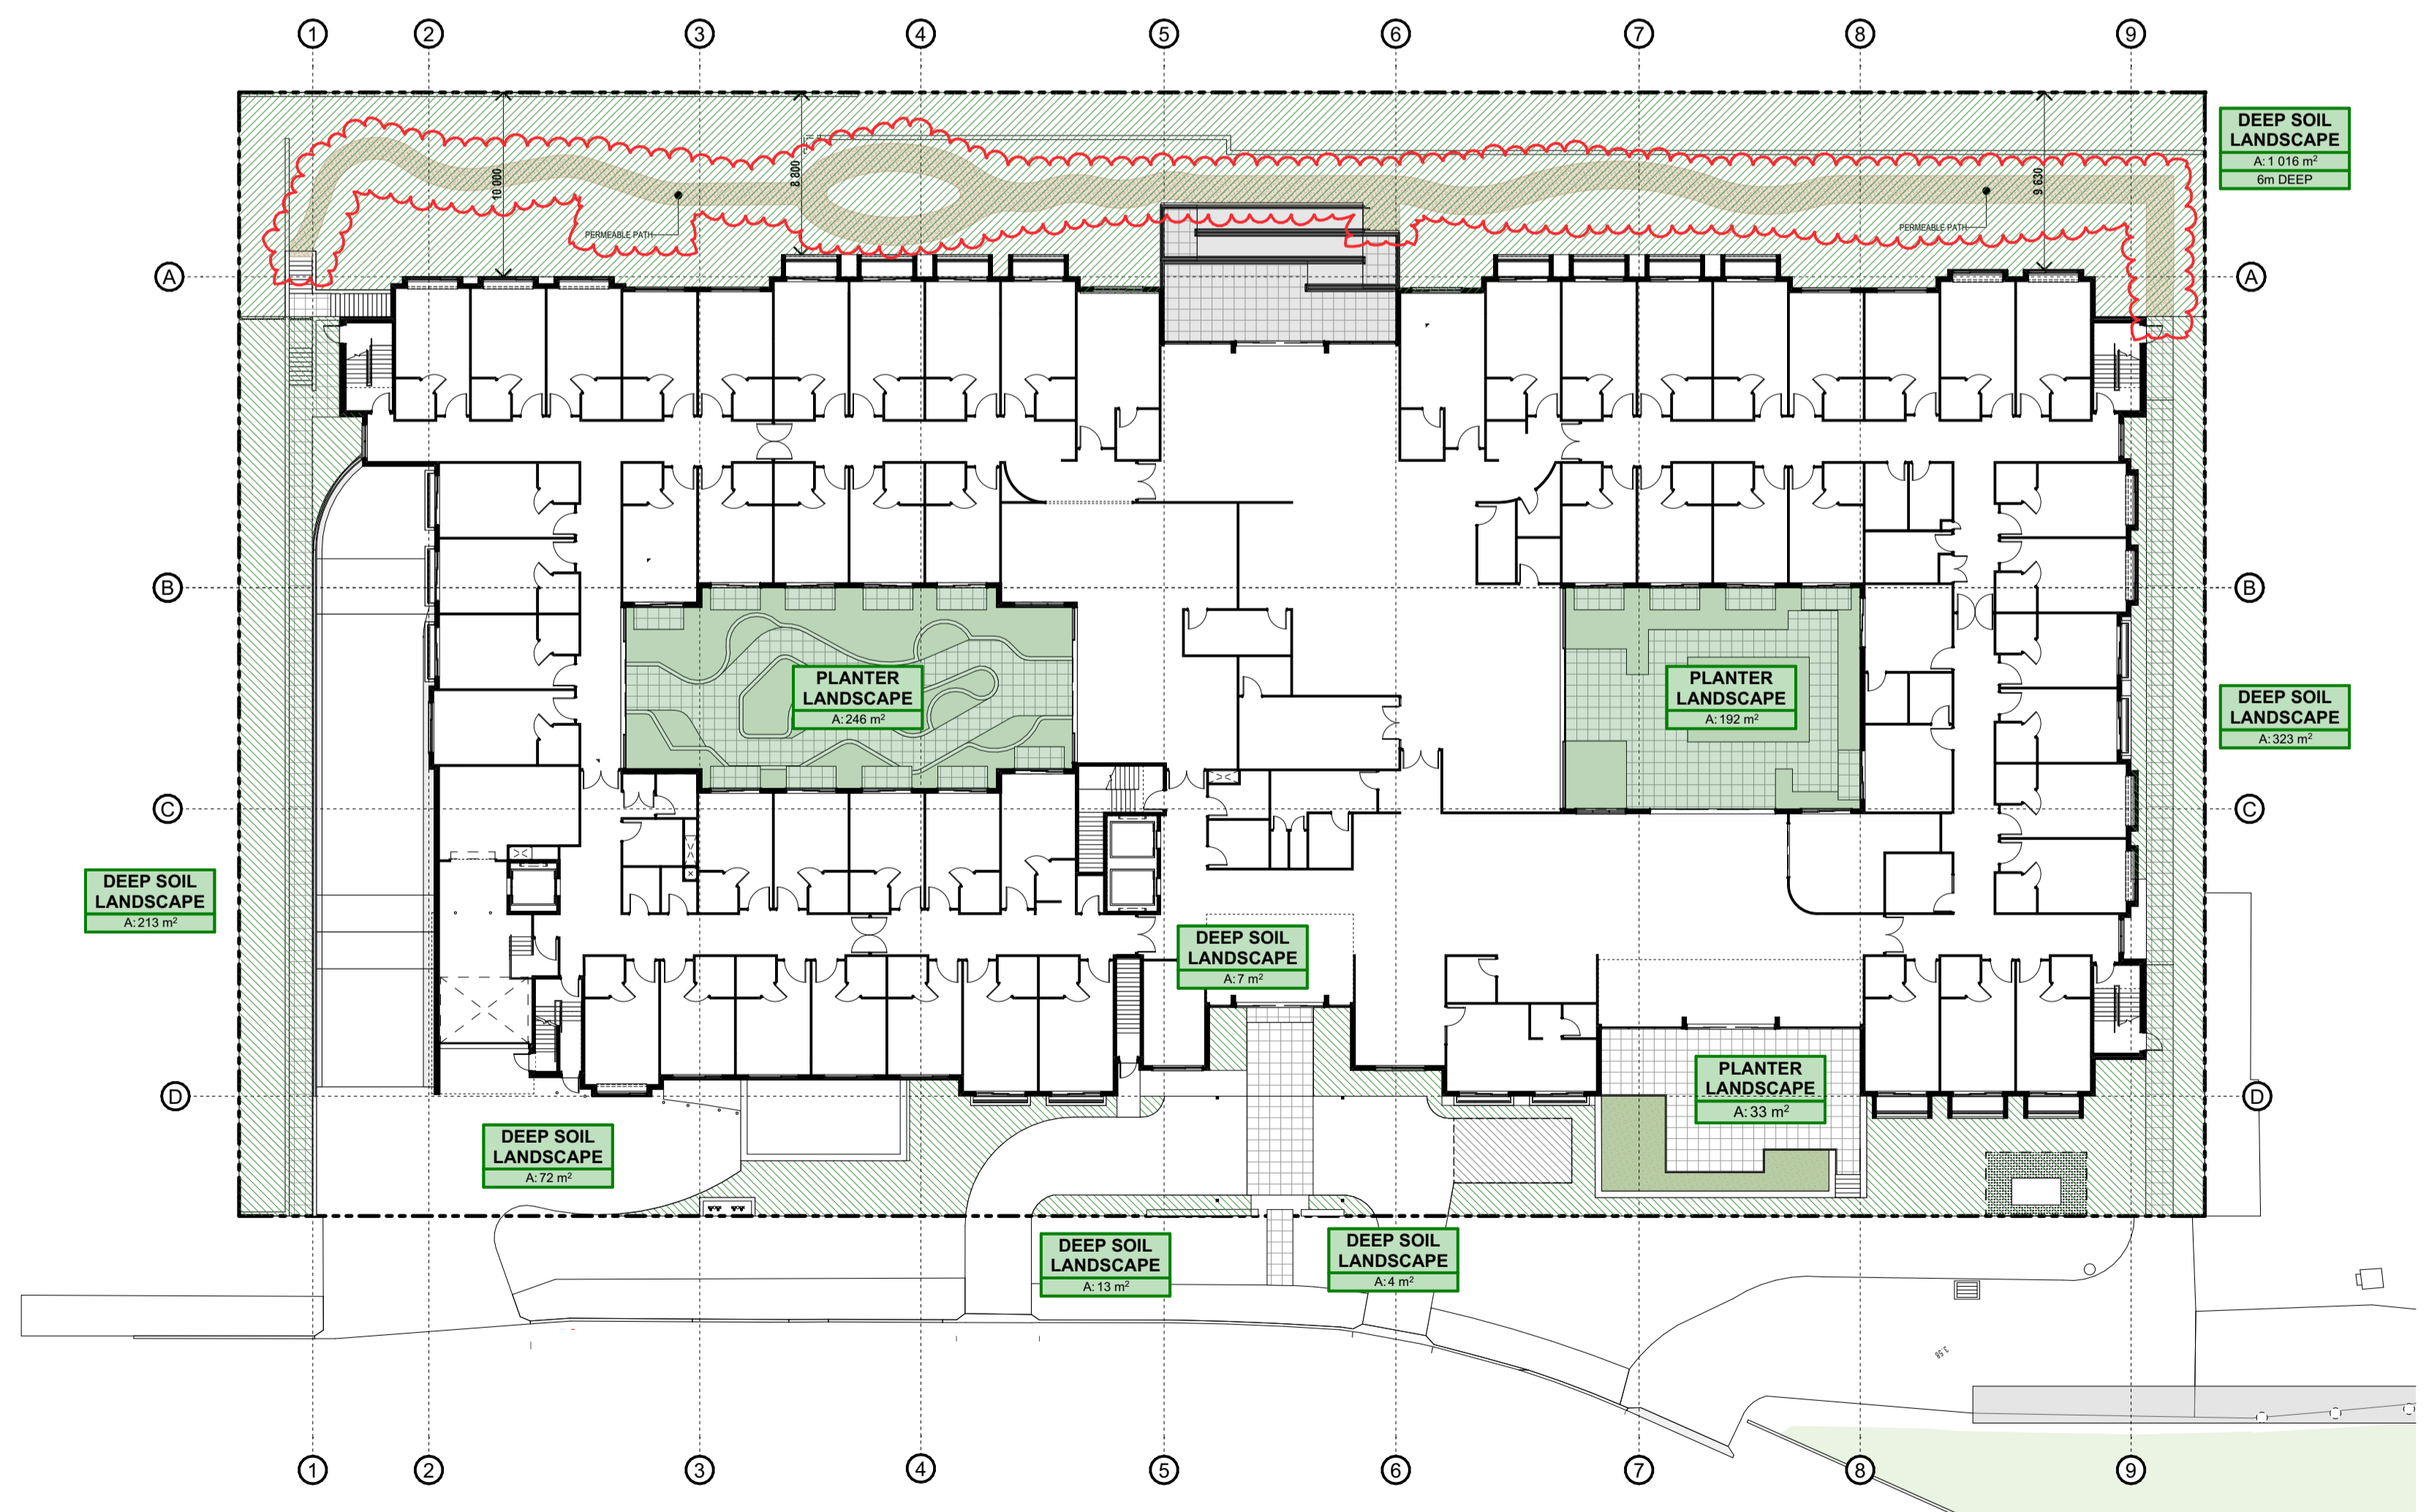 1 2 3 4 5 6 7 8 9
DEEP SOIL
LANDSCAPE
A: 1 016 m²
6m DEEP
10 000
8 800
9 630
PERMEABLE PATH
PERMEABLE PATH
A A
B B
PLANTER
LANDSCAPE
A: 246 m²
PLANTER
LANDSCAPE
A: 192 m²
DEEP SOIL
LANDSCAPE
A: 323 m²
C C
DEEP SOIL
LANDSCAPE
A: 213 m²
DEEP SOIL
LANDSCAPE
A: 7 m²
PLANTER
LANDSCAPE
A: 33 m²
D D
DEEP SOIL
LANDSCAPE
A: 72 m²
DEEP SOIL
LANDSCAPE
A: 13 m²
DEEP SOIL
LANDSCAPE
A: 4 m²
1 2 3 4 5 6 7 8 9